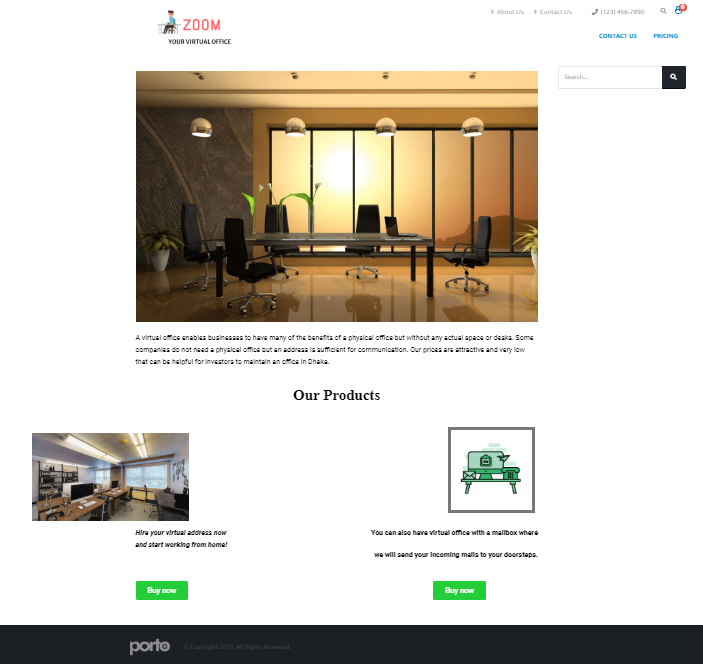 About Us
Contact Us
(123) 456-7890
0
ZOOM
YOUR VIRTUAL OFFICE
CONTACT US
PRICING
Search...
A virtual office enables businesses to have many of the benefits of a physical office but without any actual space or desks. Some
companies do not need a physical office but an address is sufficient for communication. Our prices are attractive and very low
that can be helpful for investors to maintain an office in Dhaka.
Our Products
Hire your virtual address now
and start working from home!
You can also have virtual office with a mailbox where
we will send your incoming mails to your doorsteps.
Buy now
Buy now
porto
© Copyright 2019. All Rights Reserved.